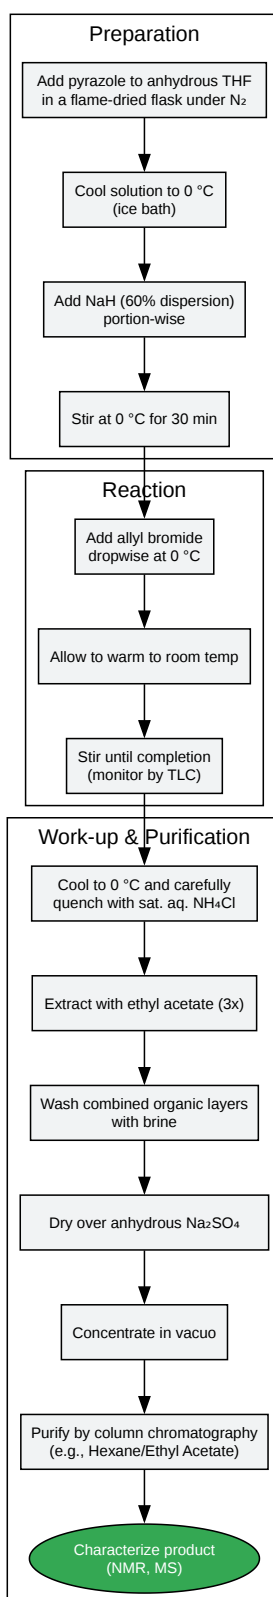 Preparation
Add pyrazole to anhydrous THF
in a flame-dried flask under N₂
Cool solution to 0 °C
(ice bath)
Add NaH (60% dispersion)
portion-wise
Stir at 0 °C for 30 min
Reaction
Add allyl bromide
dropwise at 0 °C
Allow to warm to room temp
Stir until completion
(monitor by TLC)
Work-up & Purification
Cool to 0 °C and carefully
quench with sat. aq. NH₄Cl
Extract with ethyl acetate (3x)
Wash combined organic layers
with brine
Dry over anhydrous Na₂SO₄
Concentrate in vacuo
Purify by column chromatography
(e.g., Hexane/Ethyl Acetate)
Characterize product
(NMR, MS)